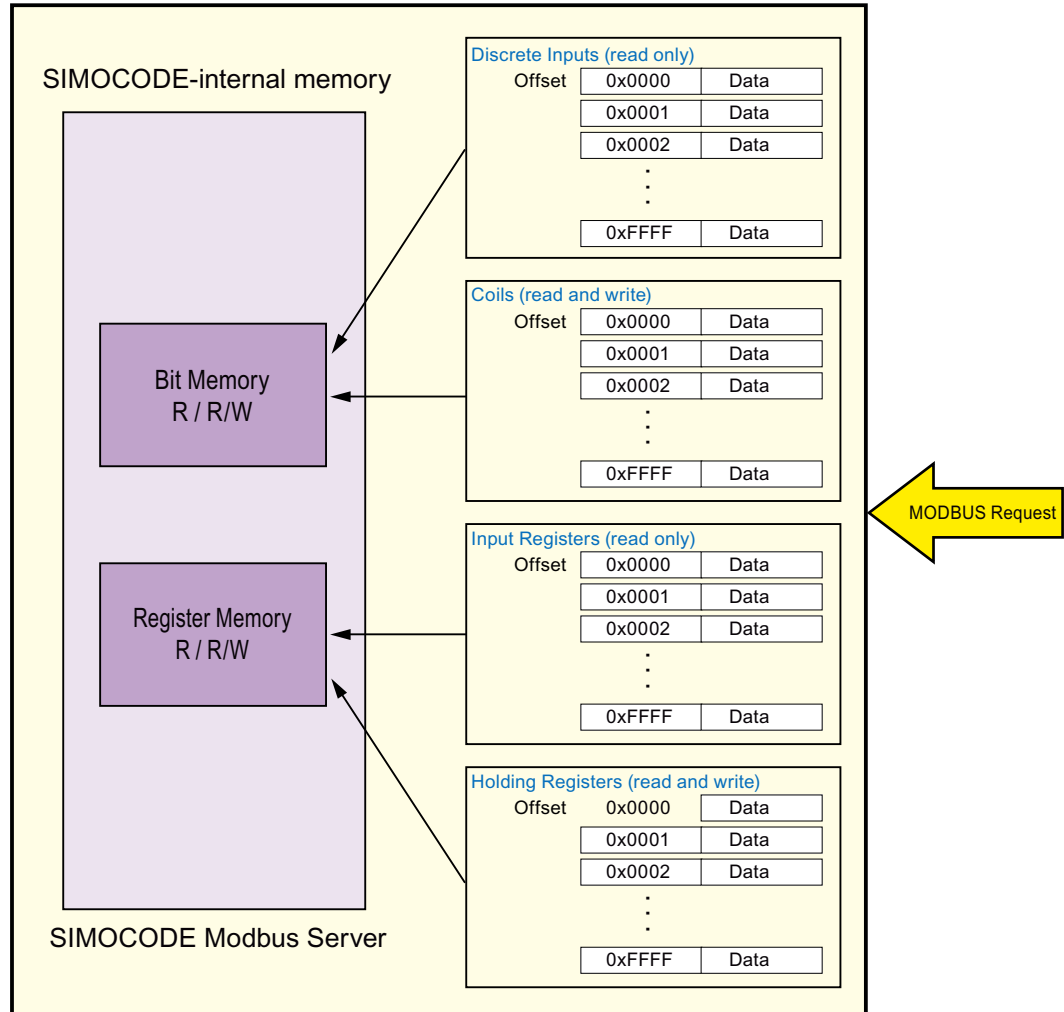 SIMOCODE-internal memory
Bit Memory
R / R/W
Register Memory
R / R/W
SIMOCODE Modbus Server
Discrete Inputs (read only)
Offset 0x0000 Data
0x0001 Data
0x0002 Data
0xFFFF Data
Coils (read and write)
Offset 0x0000 Data
0x0001 Data
0x0002 Data
0xFFFF Data
Input Registers (read only)
Offset 0x0000 Data
0x0001 Data
0x0002 Data
0xFFFF Data
Holding Registers (read and write)
Offset 0x0000 Data
0x0001 Data
0x0002 Data
0xFFFF Data
MODBUS Request